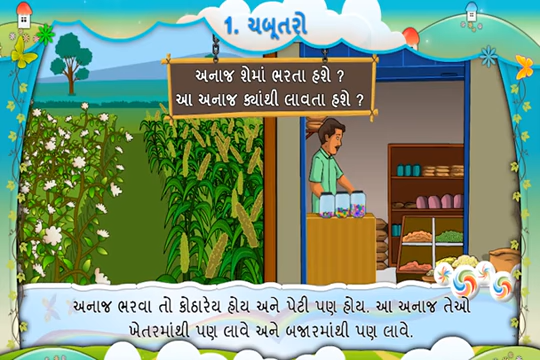 1. ચબૂતરો
અનાજ શેમાં ભરતા હશે ?
આ અનાજ ક્યાંથી લાવતા હશે ?
અનાજ ભરવા તો કોઠારેય હોય અને પેટી પણ હોય. આ અનાજ તેઓ
ખેતરમાંથી પણ લાવે અને બજારમાંથી પણ લાવે.